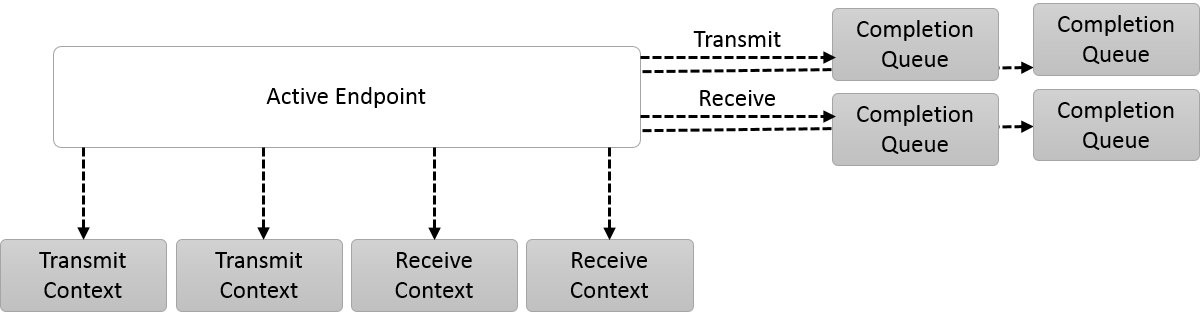 Transmit
Completion
Queue
Completion
Queue
Active Endpoint
Receive
Completion
Queue
Completion
Queue
Transmit
Context
Transmit
Context
Receive
Context
Receive
Context